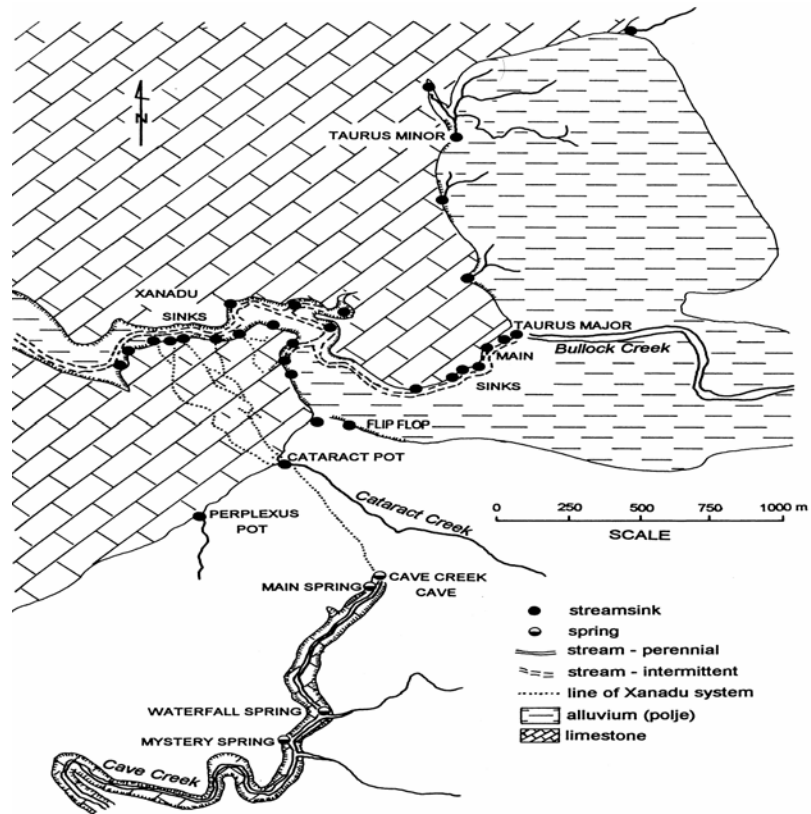 N
TAURUS MINOR
XANADU
SINKS
TAURUS MAJOR
MAIN
Bullock Creek
SINKS
FLIP FLOP
CATARACT POT
Cataract Creek
PERPLEXUS
POT
0 250 500 750 1000 m
SCALE
MAIN SPRING
CAVE CREEK
CAVE
streamsink
spring
stream - perennial
stream - intermittent
line of Xanadu system
alluvium (polje)
limestone
WATERFALL SPRING
MYSTERY SPRING
Cave Creek